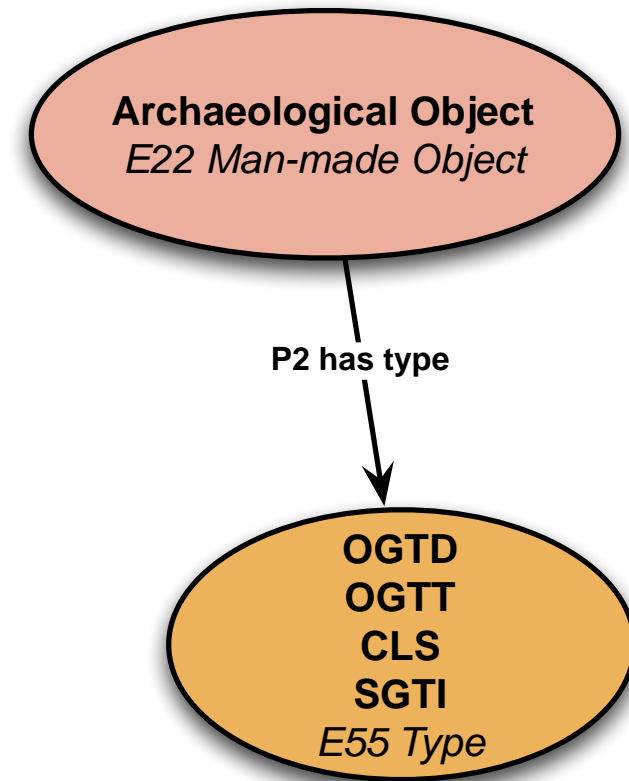 Archaeological Object
E22 Man-made Object
P2 has type
OGTD
OGTT
CLS
SGTI
E55 Type